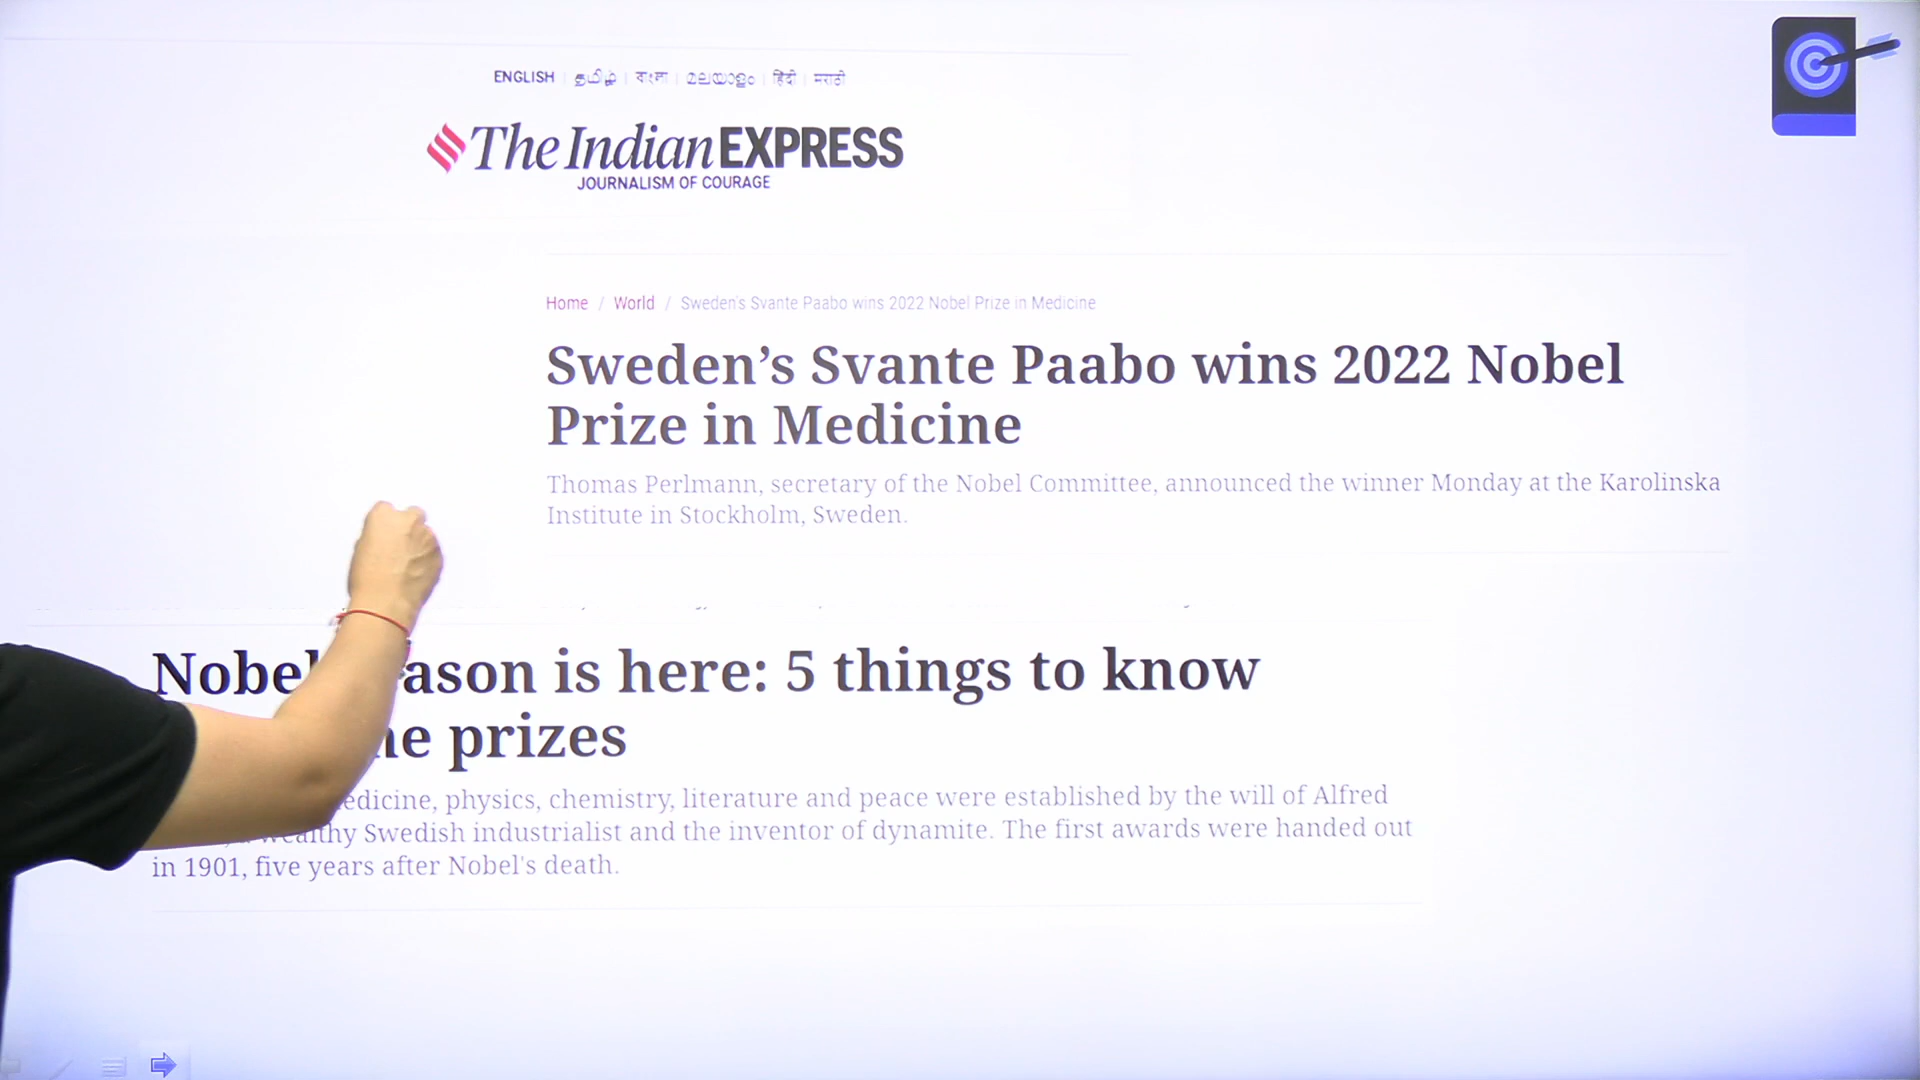 ENGLISH | தமிழ் | বাংলা | മലയാളം | हिंदी | मराठी
The Indian EXPRESS
JOURNALISM OF COURAGE
Home / World / Sweden's Svante Paabo wins 2022 Nobel Prize in Medicine
Sweden’s Svante Paabo wins 2022 Nobel
Prize in Medicine
Thomas Perlmann, secretary of the Nobel Committee, announced the winner Monday at the Karolinska
Institute in Stockholm, Sweden.
Nobel is here: 5 things to know
prizes
physics, chemistry, literature and peace were established by the will of Alfred
Swedish industrialist and the inventor of dynamite. The first awards were handed out
in 1901, five years after Nobel's death.